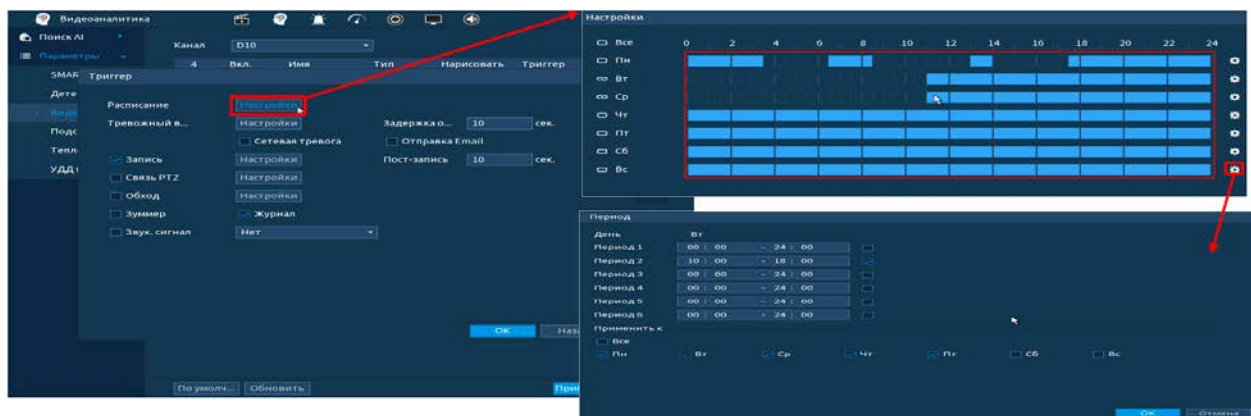 Видеоаналитика
Поиск AI
Параметры
SMAR
Дете
Видео
Подс
Тепл
УДД
Канал D10
4 Вкл. Имя Тип Нарисовать Триггер
Триггер
Расписание Настройки
Тревожный в... Настройки Задержка о... 10 сек.
Сетевая тревога Отправка Email
Запись Настройки Пост-запись 10 сек.
Связь PTZ Настройки
Обход Настройки
Зуммер Журнал
Звук. сигнал Нет
OK Наза
По умолч... Обновить При
Настройки
Все 0 2 4 6 8 10 12 14 16 18 20 22 24
Пн
Вт
Ср
Чт
Пт
Сб
Вс
Период
День Вт
Период 1 00 : 00 - 24 : 00
Период 2 10 : 00 - 18 : 00
Период 3 00 : 00 - 24 : 00
Период 4 00 : 00 - 24 : 00
Период 5 00 : 00 - 24 : 00
Период 6 00 : 00 - 24 : 00
Применить к
Все
Пн Вт Ср Чт Пт Сб Вс
OK Отмена